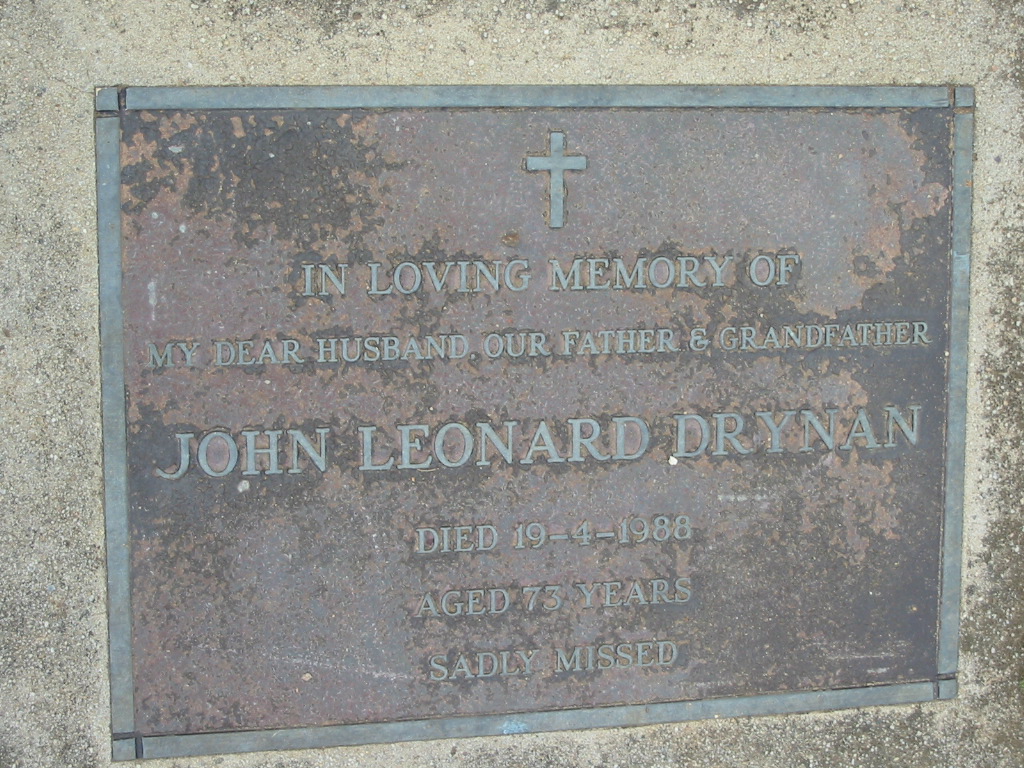 IN LOVING MEMORY OF
MY DEAR HUSBAND, OUR FATHER & GRANDFATHER
JOHN LEONARD DRYNAN
DIED 19-4-1988
AGED 73 YEARS
SADLY MISSED